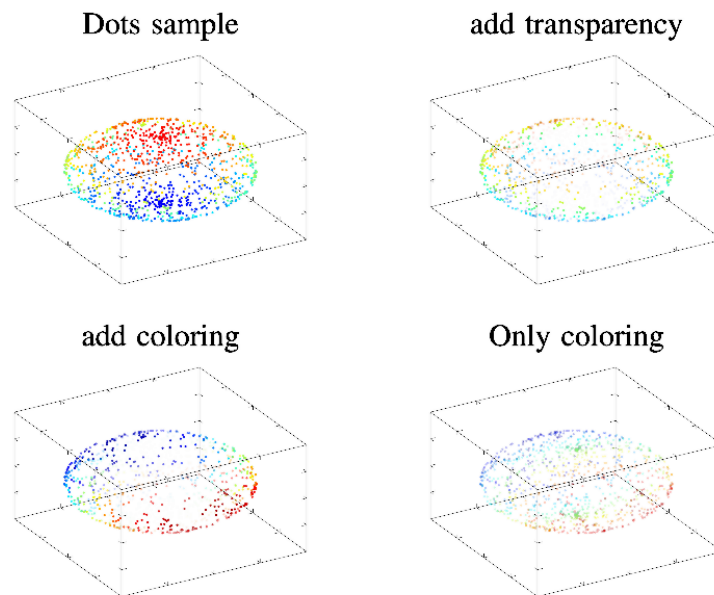 Dots sample
add transparency
add coloring
Only coloring